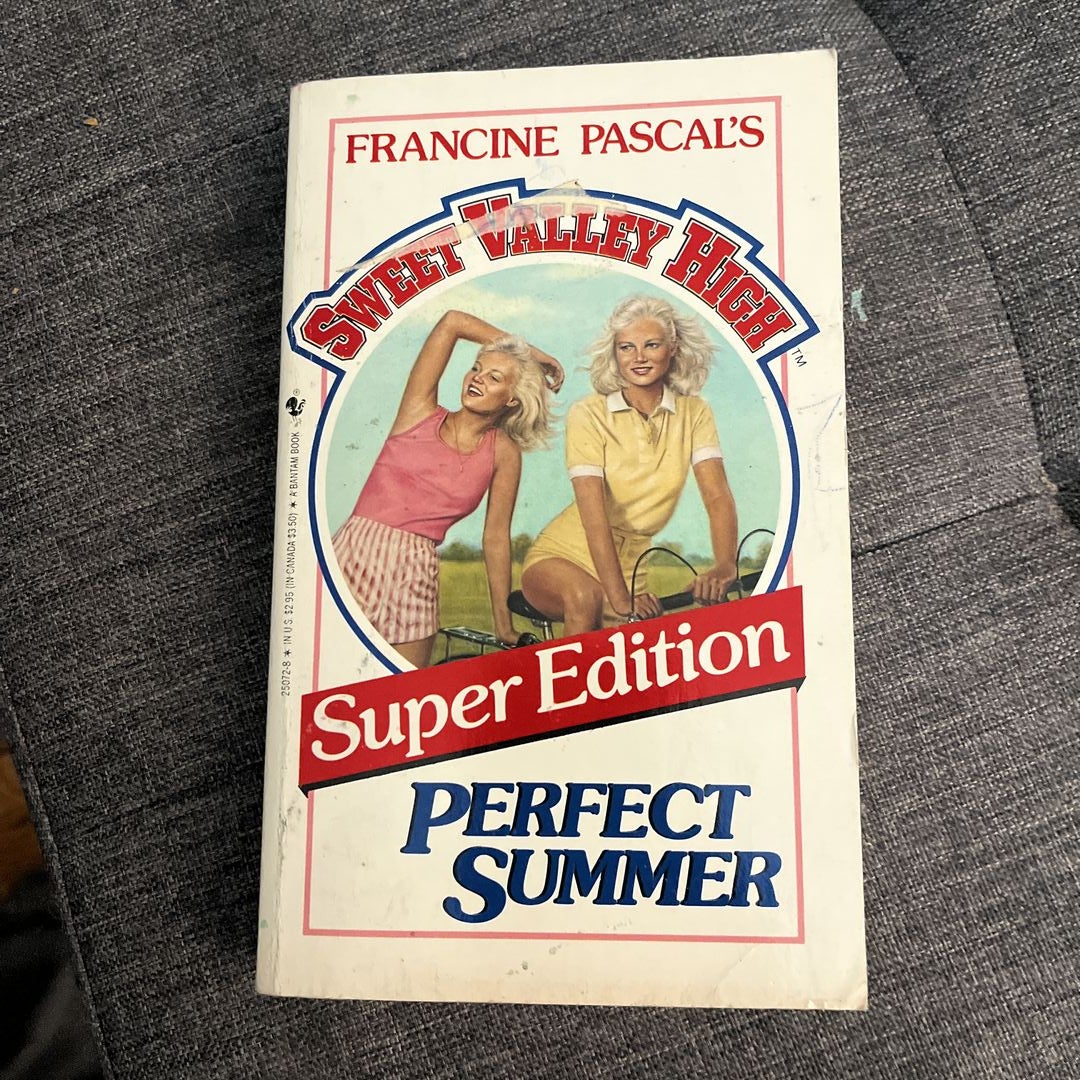 FRANCINE PASCAL'S
SWEET VALLEY HIGH
TM
Super Edition
PERFECT
SUMMER
25072-8 ★ IN U.S. $2.95 (IN CANADA $3.50) ★ A BANTAM BOOK
®